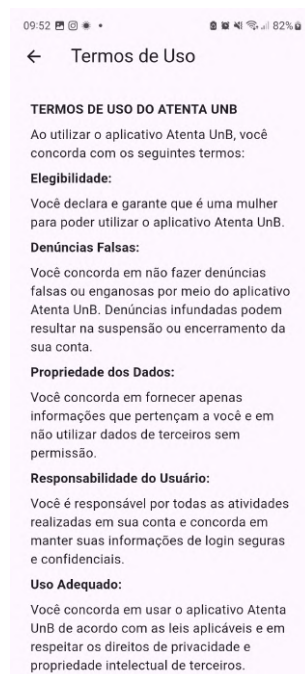 09:52
82%
Termos de Uso
TERMOS DE USO DO ATENTA UNB
Ao utilizar o aplicativo Atenta UnB, você
concorda com os seguintes termos:
Elegibilidade:
Você declara e garante que é uma mulher
para poder utilizar o aplicativo Atenta UnB.
Denúncias Falsas:
Você concorda em não fazer denúncias
falsas ou enganosas por meio do aplicativo
Atenta UnB. Denúncias infundadas podem
resultar na suspensão ou encerramento da
sua conta.
Propriedade dos Dados:
Você concorda em fornecer apenas
informações que pertençam a você e em
não utilizar dados de terceiros sem
permissão.
Responsabilidade do Usuário:
Você é responsável por todas as atividades
realizadas em sua conta e concorda em
manter suas informações de login seguras
e confidenciais.
Uso Adequado:
Você concorda em usar o aplicativo Atenta
UnB de acordo com as leis aplicáveis e em
respeitar os direitos de privacidade e
propriedade intelectual de terceiros.